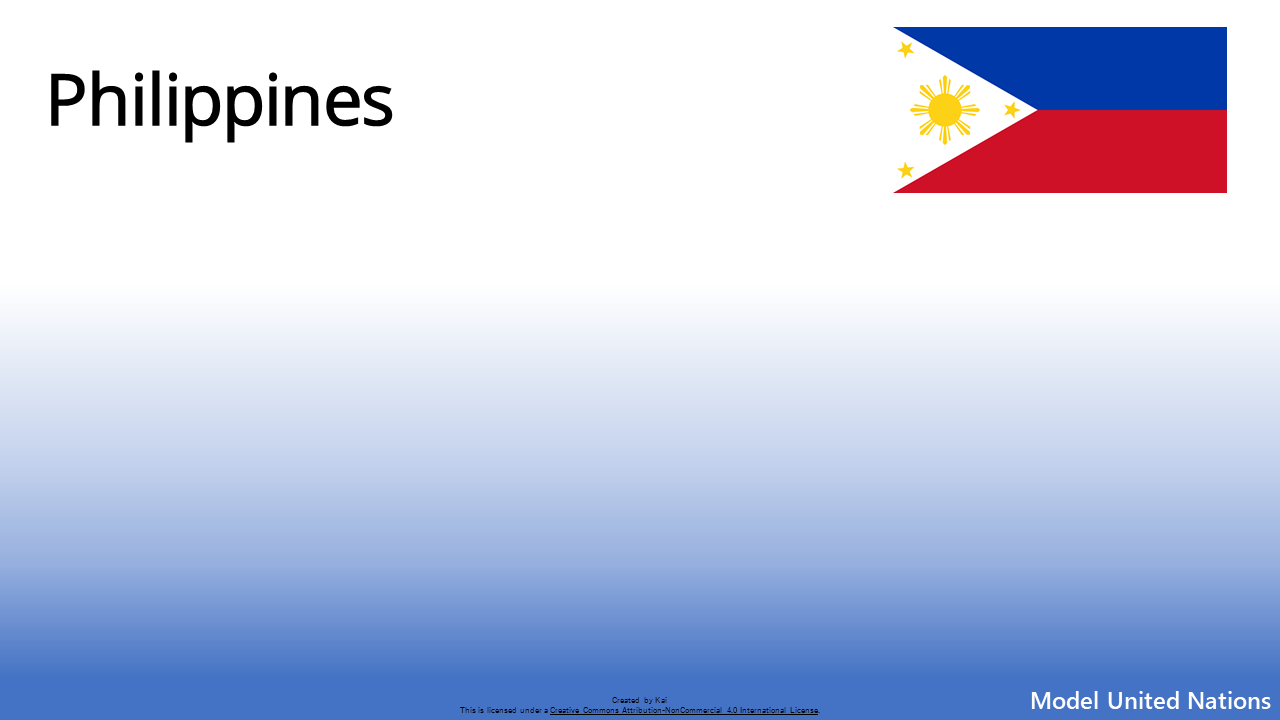 Philippines
Created by Kai
This is licensed under a Creative Commons Attribution-NonCommercial 4.0 International License.
Model United Nations